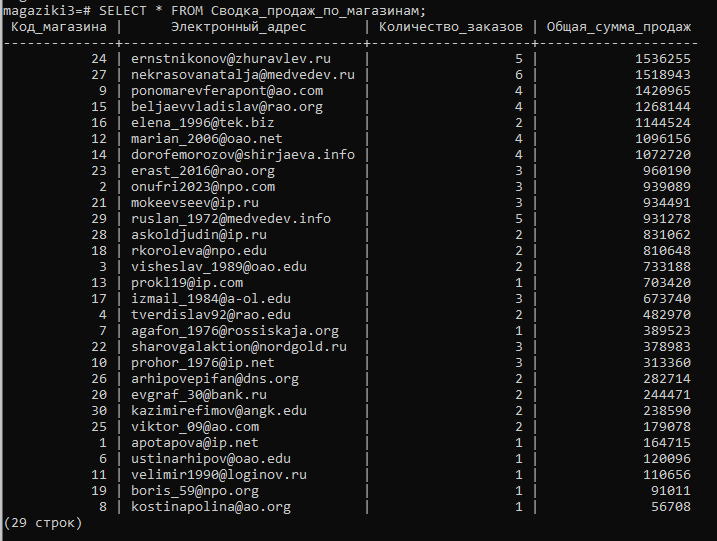 magaziki3=# SELECT * FROM Сводка_продаж_по_магазинам;
Код_магазина | Электронный_адрес | Количество_заказов | Общая_сумма_продаж
-------------+------------------------------+--------------------+--------------------
24 | ernstnikonov@zhuravlev.ru | 5 | 1536255
27 | nekrasovanatalja@medvedev.ru | 6 | 1518943
9 | ponomarevferapont@ao.com | 4 | 1420965
15 | beljaevvladislav@rao.org | 4 | 1268144
16 | elena_1996@tek.biz | 2 | 1144524
12 | marian_2006@oao.net | 4 | 1096156
14 | dorofemorozov@shirjaeva.info | 4 | 1072720
23 | erast_2016@rao.org | 3 | 960190
2 | onufri2023@npo.com | 3 | 939089
21 | mokeevseev@ip.ru | 3 | 934491
29 | ruslan_1972@medvedev.info | 5 | 931278
28 | askoldjudin@ip.ru | 2 | 831062
18 | rkoroleva@npo.edu | 2 | 810648
3 | visheslav_1989@oao.edu | 2 | 733188
13 | prokl19@ip.com | 1 | 703420
17 | izmail_1984@a-ol.edu | 3 | 673740
4 | tverdislav92@rao.edu | 2 | 482970
7 | agafon_1976@rossiskaja.org | 1 | 389523
22 | sharovgalaktion@nordgold.ru | 3 | 378983
10 | prohor_1976@ip.net | 3 | 313360
26 | arhipovepifan@dns.org | 2 | 282714
20 | evgraf_30@bank.ru | 2 | 244471
30 | kazimirefimov@angk.edu | 2 | 238590
25 | viktor_09@ao.com | 2 | 179078
1 | apotapova@ip.net | 1 | 164715
6 | ustinarhipov@oao.edu | 1 | 120096
11 | velimir1990@loginov.ru | 1 | 110656
19 | boris_59@npo.org | 1 | 91011
8 | kostinapolina@ao.org | 1 | 56708
(29 строк)